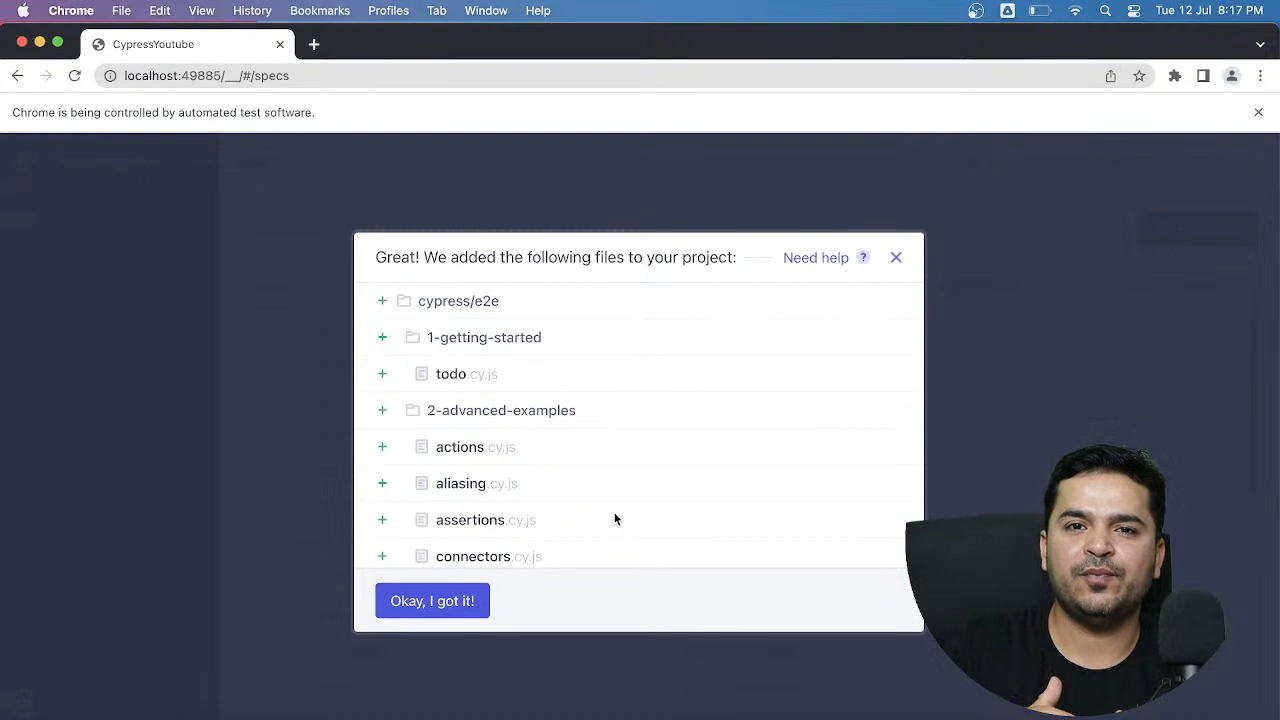 Chrome File Edit View History Bookmarks Profiles Tab Window Help Tue 12 Jul 8:17 PM
CypressYoutube
localhost:49885/__/#/specs
Chrome is being controlled by automated test software.
Great! We added the following files to your project: Need help ?
cypress/e2e
1-getting-started
todo.cy.js
2-advanced-examples
actions.cy.js
aliasing.cy.js
assertions.cy.js
connectors.cy.js
Okay, I got it!